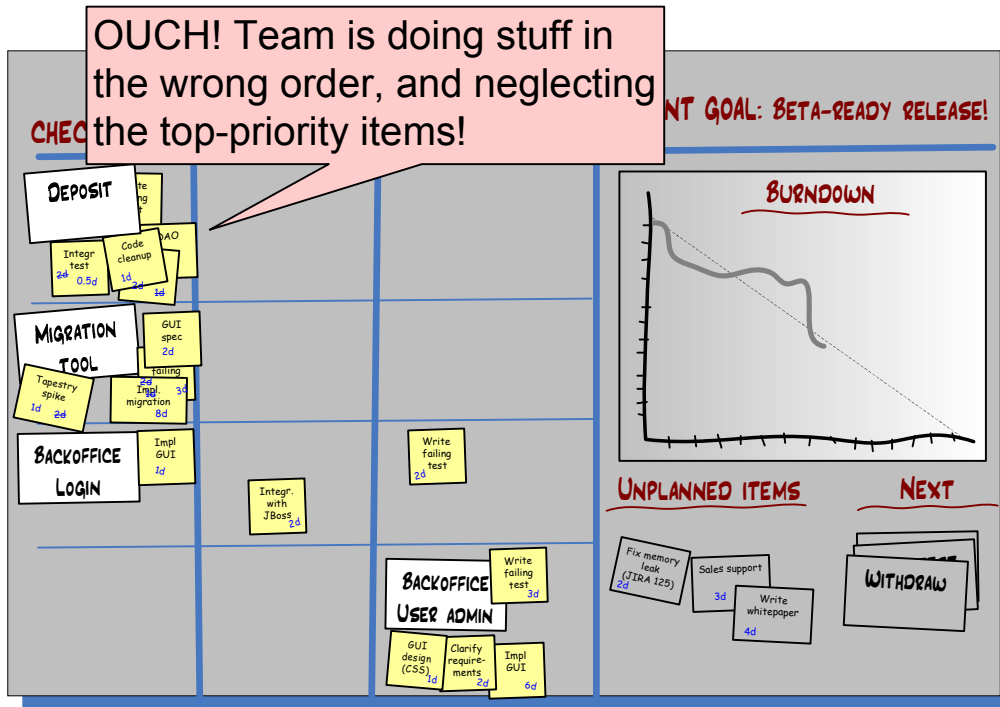 OUCH! Team is doing stuff in
the wrong order, and neglecting
the top-priority items!
GOAL: BETA-READY RELEASE!
DEPOSIT
DAO
Integr
test
2d
0.5d
Code
cleanup
1d
2d
1d
MIGRATION
TOOL
GUI
spec
2d
Tapestry
spike
1d
2d
2d
failing
3d
Impl.
migration
8d
BACKOFFICE
LOGIN
Impl
GUI
1d
Integr.
with
JBoss
2d
Write
failing
test
2d
BACKOFFICE
USER ADMIN
Write
failing
test
3d
GUI
design
(CSS)
1d
Clarify
require-
ments
2d
Impl
GUI
6d
BURNDOWN
UNPLANNED ITEMS
NEXT
Fix memory
leak
(JIRA 125)
2d
Sales support
3d
Write
whitepaper
4d
WITHDRAW